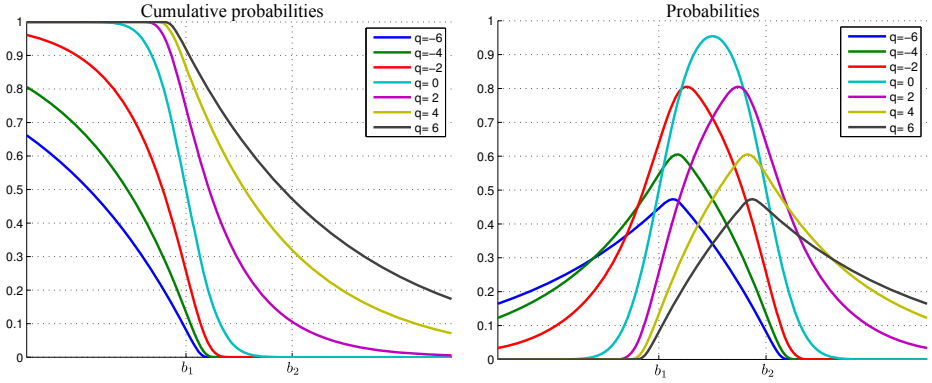 Cumulative probabilities
1
0.9
0.8
0.7
0.6
0.5
0.4
0.3
0.2
0.1
0
b1
b2
q=−6
q=−4
q=−2
q= 0
q= 2
q= 4
q= 6
Probabilities
1
0.9
0.8
0.7
0.6
0.5
0.4
0.3
0.2
0.1
0
b1
b2
q=−6
q=−4
q=−2
q= 0
q= 2
q= 4
q= 6